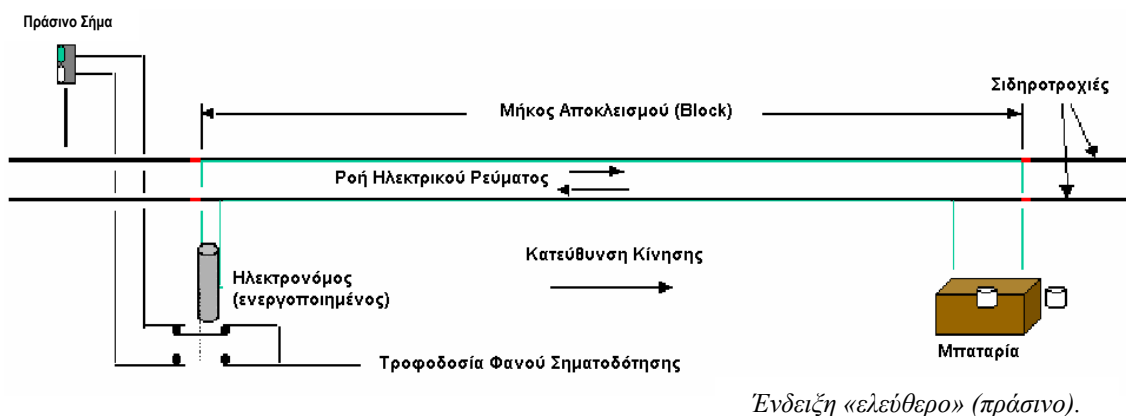 Πράσινο Σήμα
Σιδηροτροχιές
Μήκος Αποκλεισμού (Block)
Ροή Ηλεκτρικού Ρεύματος
Κατεύθυνση Κίνησης
Ηλεκτρονόμος
(ενεργοποιημένος)
Μπαταρία
Τροφοδοσία Φανού Σηματοδότησης
Ένδειξη «ελεύθερο» (πράσινο).